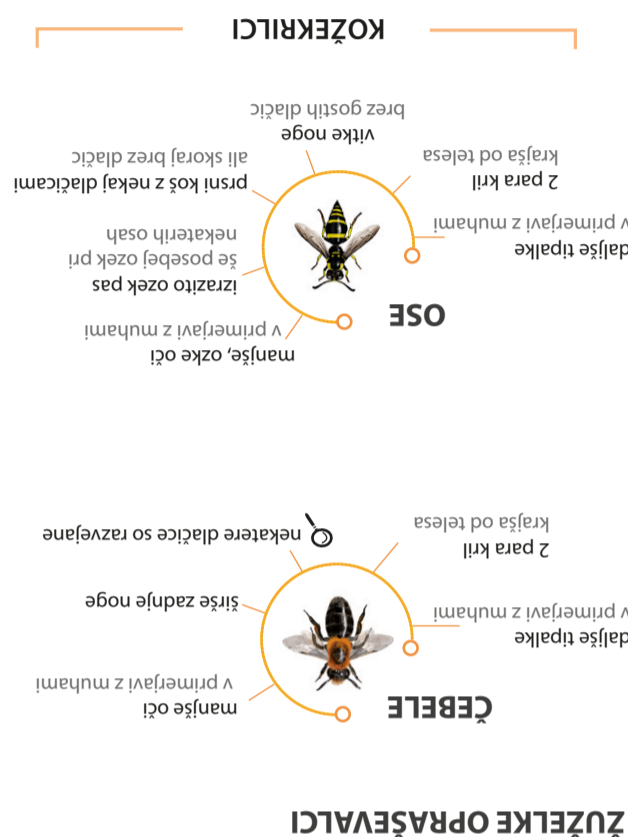 ŽUŽELKE OPRAŠEVALCI
ČEBELE
manjše oči
v primerjavi z muhami
daljše tipalke
v primerjavi z muhami
širše zadnje noge
2 para kril
krajša od telesa
nekatere dlačice so razvejane
OSE
manjše, ozke oči
v primerjavi z muhami
izrazito ozek pas
še posebej ozek pri
nekaterih osah
daljše tipalke
v primerjavi z muhami
2 para kril
krajša od telesa
prsni koš z nekaj dlačicami
ali skoraj brez dlačic
vitke noge
brez gostih dlačic
KOŽEKRILCI